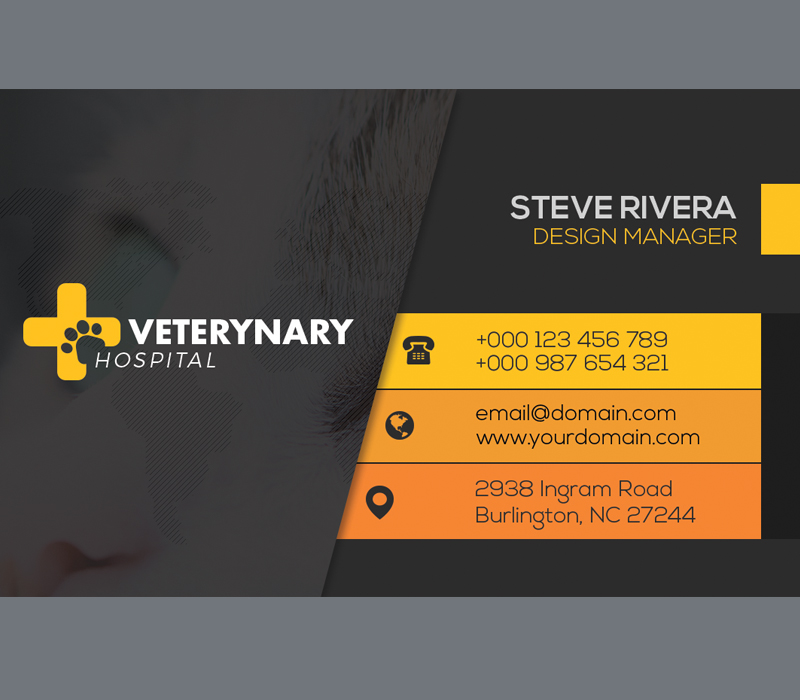 VETERYNARY
HOSPITAL
STEVE RIVERA
DESIGN MANAGER
+000 123 456 789
+000 987 654 321
email@domain.com
www.yourdomain.com
2938 Ingram Road
Burlington, NC 27244